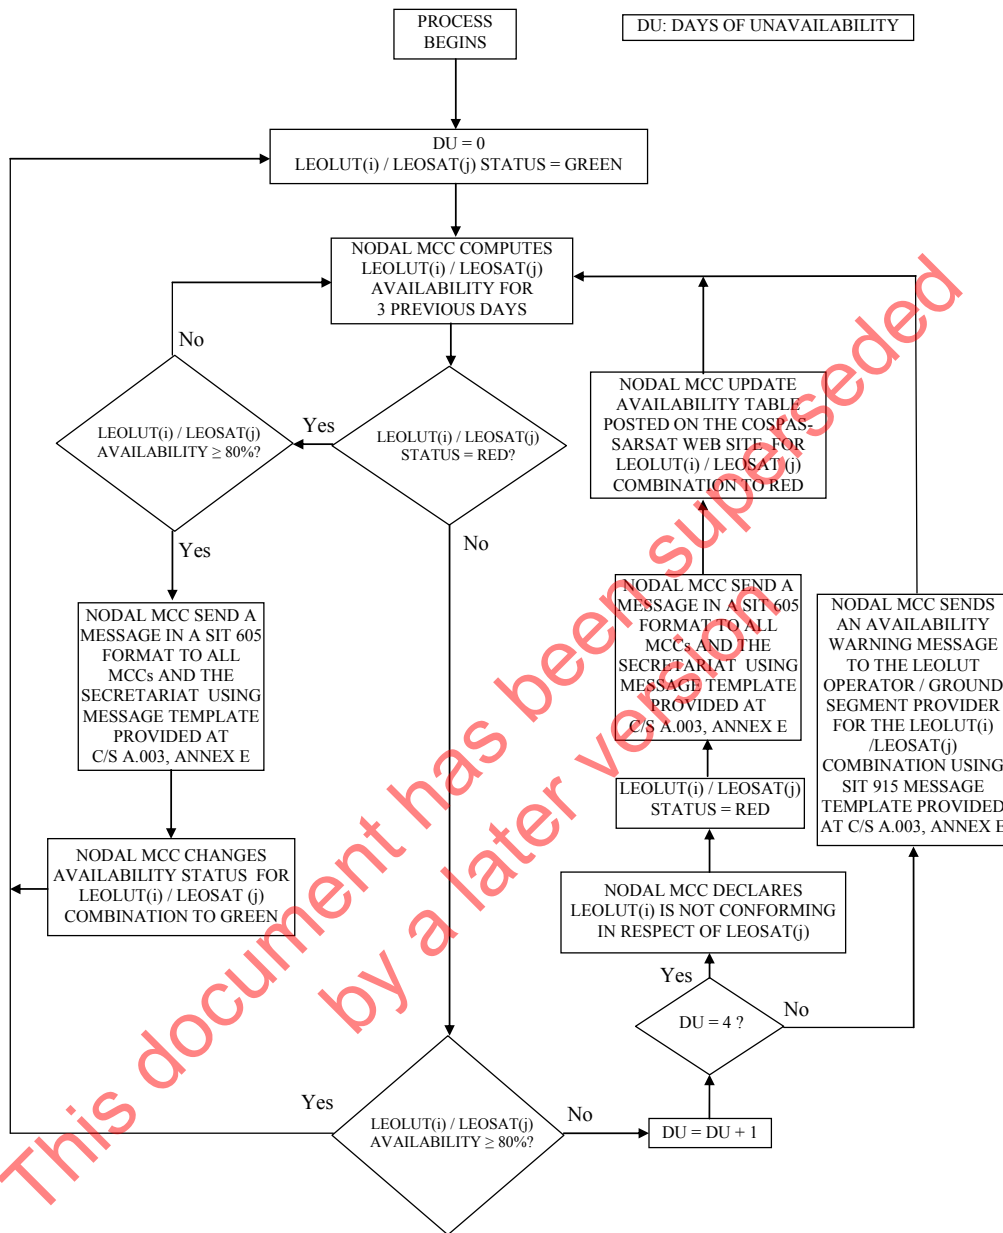 PROCESS
BEGINS
DU: DAYS OF UNAVAILABILITY
DU = 0
LEOLUT(i) / LEOSAT(j) STATUS = GREEN
NODAL MCC COMPUTES
LEOLUT(i) / LEOSAT(j)
AVAILABILITY FOR
3 PREVIOUS DAYS
No
LEOLUT(i) / LEOSAT(j)
AVAILABILITY ≥ 80%?
Yes
LEOLUT(i) / LEOSAT(j)
STATUS = RED?
NODAL MCC UPDATE
AVAILABILITY TABLE
POSTED ON THE COSPAS-
SARSAT WEB SITE FOR
LEOLUT(i) / LEOSAT (j)
COMBINATION TO RED
Yes
No
NODAL MCC SEND A
MESSAGE IN A SIT 605
FORMAT TO ALL
MCCs AND THE
SECRETARIAT USING
MESSAGE TEMPLATE
PROVIDED AT
C/S A.003, ANNEX E
NODAL MCC SEND A
MESSAGE IN A SIT 605
FORMAT TO ALL
MCCs AND THE
SECRETARIAT USING
MESSAGE TEMPLATE
PROVIDED AT
C/S A.003, ANNEX E
NODAL MCC SENDS
AN AVAILABILITY
WARNING MESSAGE
TO THE LEOLUT
OPERATOR / GROUND
SEGMENT PROVIDER
FOR THE LEOLUT(i)
/LEOSAT(j)
COMBINATION USING
SIT 915 MESSAGE
TEMPLATE PROVIDED
AT C/S A.003, ANNEX E
LEOLUT(i) / LEOSAT(j)
STATUS = RED
NODAL MCC CHANGES
AVAILABILITY STATUS FOR
LEOLUT(i) / LEOSAT (j)
COMBINATION TO GREEN
NODAL MCC DECLARES
LEOLUT(i) IS NOT CONFORMING
IN RESPECT OF LEOSAT(j)
Yes
No
DU = 4 ?
Yes
LEOLUT(i) / LEOSAT(j)
AVAILABILITY ≥ 80%?
No
DU = DU + 1
This document has been superseded
by a later version